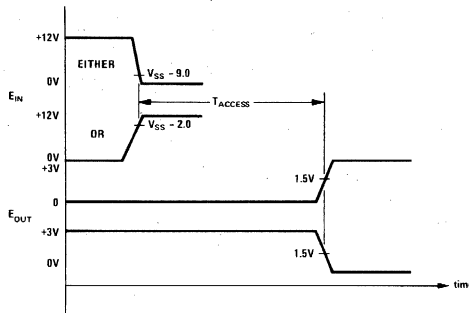 +12V
EITHER
0V
V_SS – 9.0
E_IN
T_ACCESS
+12V
V_SS – 2.0
OR
0V
+3V
1.5V
0
E_OUT
+3V
1.5V
0V
time